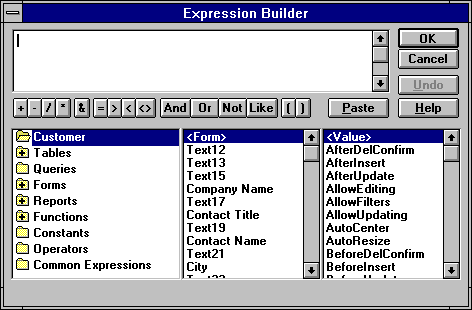 Expression Builder
OK
Cancel
Undo
+ - / * & = > < <> And Or Not Like ( ) Paste Help
Customer
Tables
Queries
Forms
Reports
Functions
Constants
Operators
Common Expressions
<Form>
Text12
Text13
Text15
Company Name
Text17
Contact Title
Text19
Contact Name
Text21
City
<Value>
AfterDelConfirm
AfterInsert
AfterUpdate
AllowEditing
AllowFilters
AllowUpdating
AutoCenter
AutoResize
BeforeDelConfirm
BeforeInsert